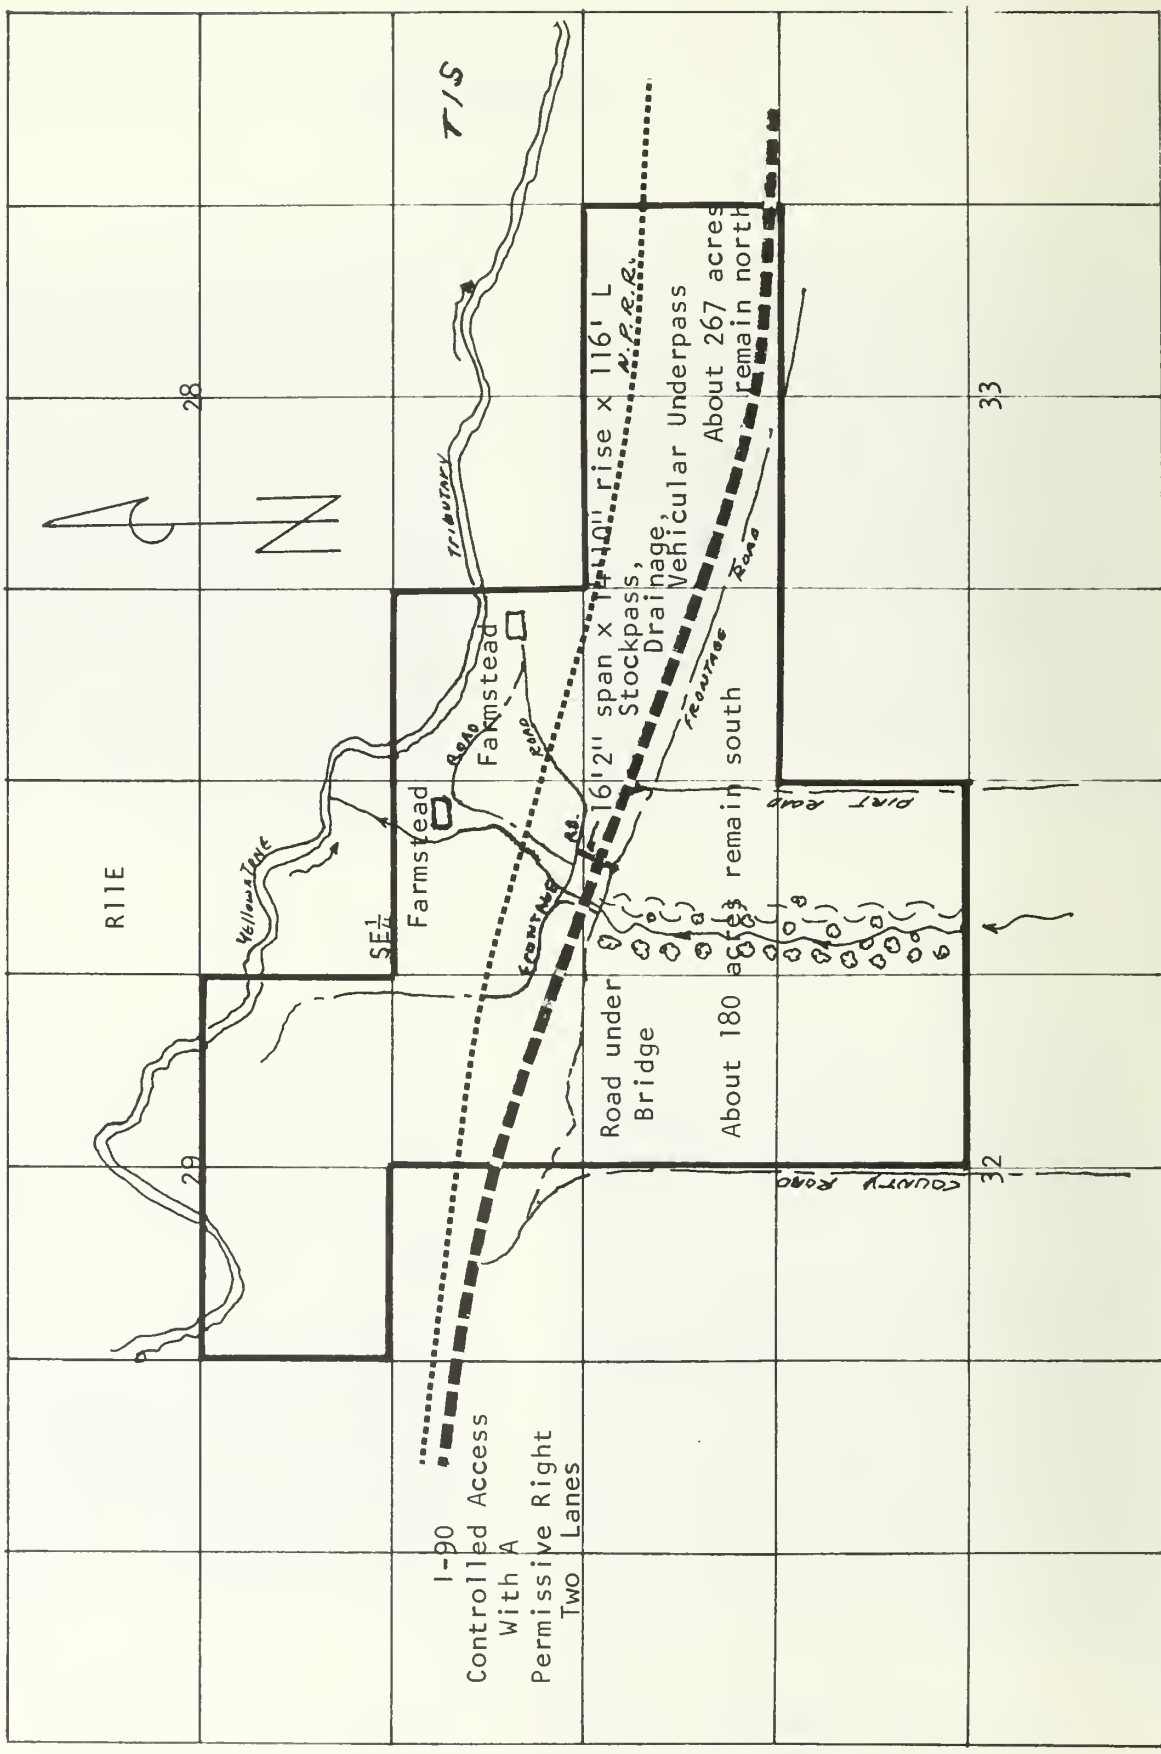 R11E
T1S
28
29
YELLOWSTONE
TRIBUTARY
SE¼
Farmstead
Farmstead
ROAD
ROAD
FRONTAGE
RD.
N.P.R.R.
I-90
Controlled Access
With A
Permissive Right
Two Lanes
16'2" span x 14'10" rise x 116' L
Stockpass,
Drainage,
Vehicular Underpass
About 267 acres
remain north
Road under
Bridge
FRONTAGE ROAD
About 180 acres remain south
DIRT ROAD
COUNTY ROAD
32
33